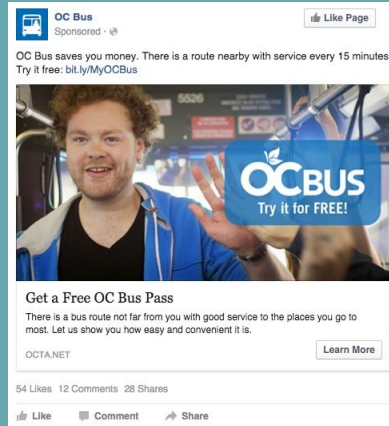 OC Bus
Like Page
Sponsored ·
OC Bus saves you money. There is a route nearby with service every 15 minutes
Try it free: bit.ly/MyOCBus
5526
OCBUS
Try it for FREE!
Get a Free OC Bus Pass
There is a bus route not far from you with good service to the places you go to
most. Let us show you how easy and convenient it is.
OCTA.NET
Learn More
54 Likes 12 Comments 28 Shares
Like Comment Share